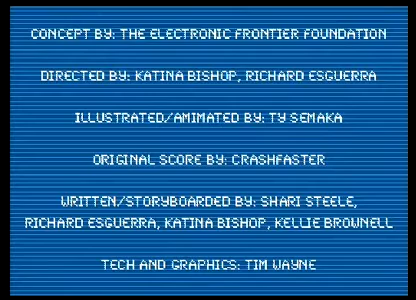 CONCEPT BY: THE ELECTRONIC FRONTIER FOUNDATION
DIRECTED BY: KATINA BISHOP, RICHARD ESGUERRA
ILLUSTRATED/AMIMATED BY: TY SEMAKA
ORIGINAL SCORE BY: CRASHFASTER
WRITTEN/STORYBOARDED BY: SHARI STEELE,
RICHARD ESGUERRA, KATINA BISHOP, KELLIE BROWNELL
TECH AND GRAPHICS: TIM WAYNE